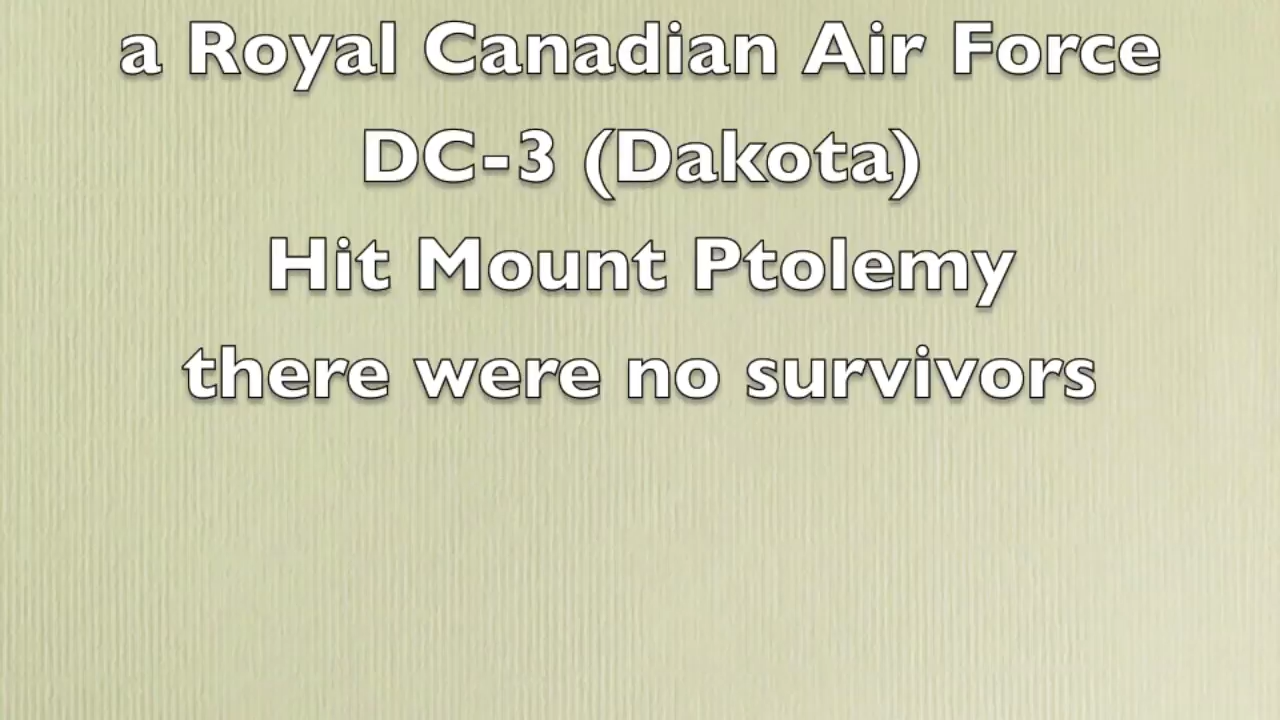 a Royal Canadian Air Force
DC-3 (Dakota)
Hit Mount Ptolemy
there were no survivors